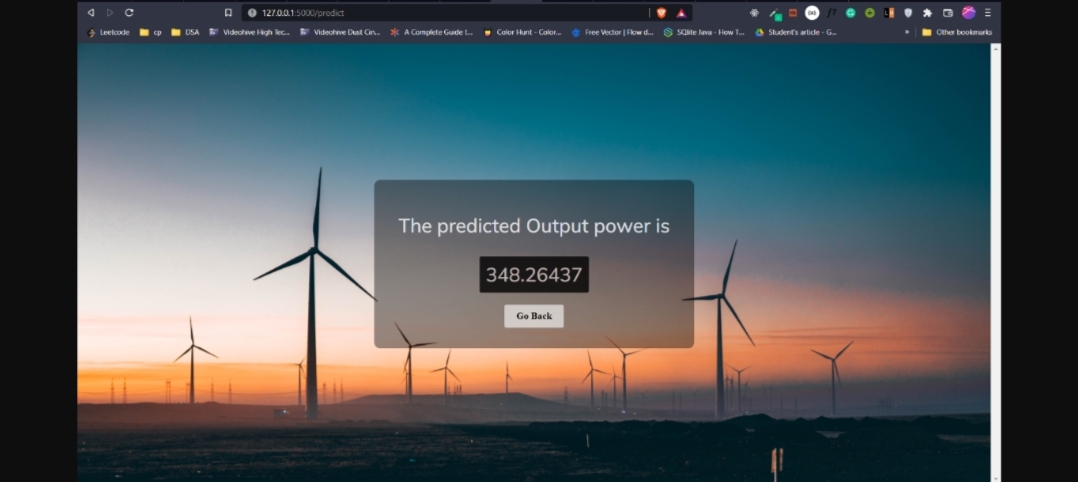 127.0.0.1:5000/predict
Leetcode cp DSA Videohive High Tec... Videohive Dust Cin... A Complete Guide t... Color Hunt - Color... Free Vector | Flow d... SQlite Java - How T... Student's article - G... » Other bookmarks
The predicted Output power is
348.26437
Go Back